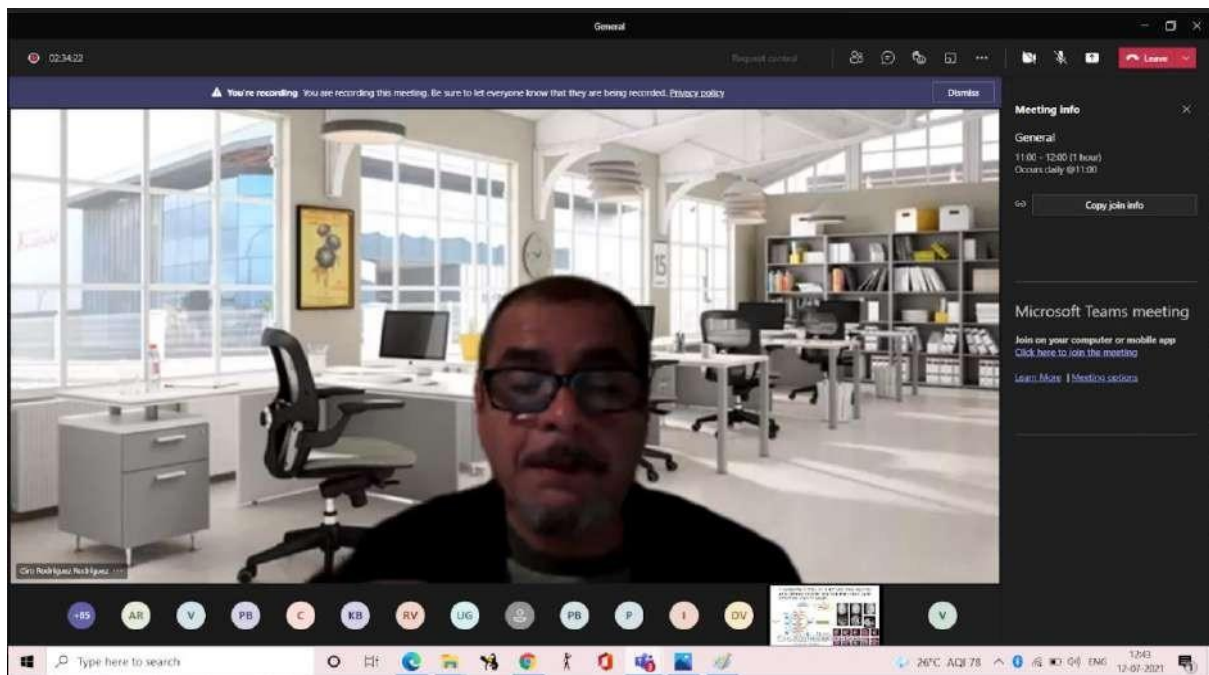 General
02:34:22
Request control
Leave
You're recording You are recording this meeting. Be sure to let everyone know that they are being recorded. Privacy policy
Dismiss
Meeting info
General
11:00 - 12:00 (1 hour)
Occurs daily @11:00
Copy join info
Microsoft Teams meeting
Join on your computer or mobile app
Click here to join the meeting
Learn More | Meeting options
15
Ciro Rodriguez Rodriguez
+85
AR
V
PB
C
KB
RV
UG
PB
P
I
DV
V
Type here to search
26°C AQI 78
ENG
12:43
12-07-2021